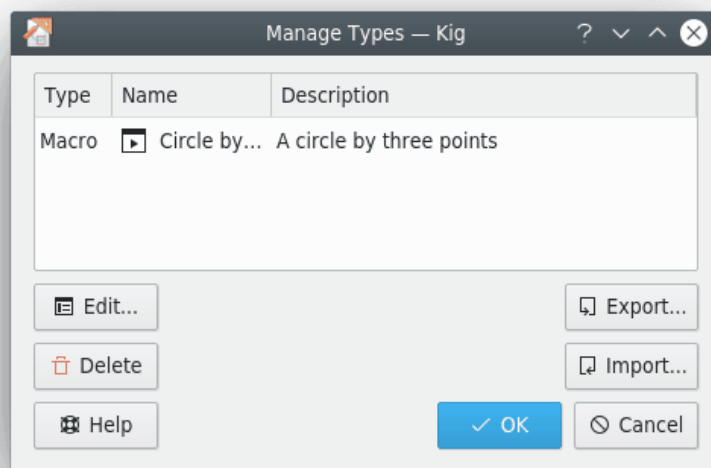 Manage Types — Kig
Type Name Description
Macro Circle by... A circle by three points
Edit... Export...
Delete Import...
Help OK Cancel